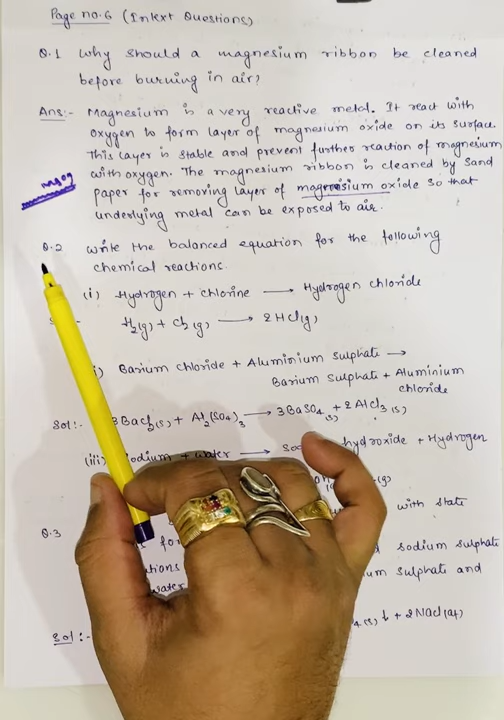 Page no.6 (Intext Questions)
Q.1 Why should a magnesium ribbon be cleaned
before burning in air?
Ans:- Magnesium is a very reactive metal. It react with
oxygen to form layer of magnesium oxide on its surface
This layer is stable and prevent further reaction of magnesium
with oxygen. The magnesium ribbon is cleaned by sand
paper for removing layer of magnesium oxide so that
underlying metal can be exposed to air.
Q.2 Write the balanced equation for the following
chemical reactions.
(i) Hydrogen + chlorine → Hydrogen chloride
H2(g) + Cl2(g) → 2HCl(g)
Barium chloride + Aluminium sulphate →
Barium sulphate + Aluminium
chloride
Sol:- 3BaCl2(s) + Al2(SO4)3 → 3BaSO4(s) + 2AlCl3(s)
(iii) Sodium + water → hydroxide + Hydrogen
(g)
with state
Q.3 sodium sulphate
sulphate and
water
Sol:- 4(s)↓ + 2NaCl(aq)